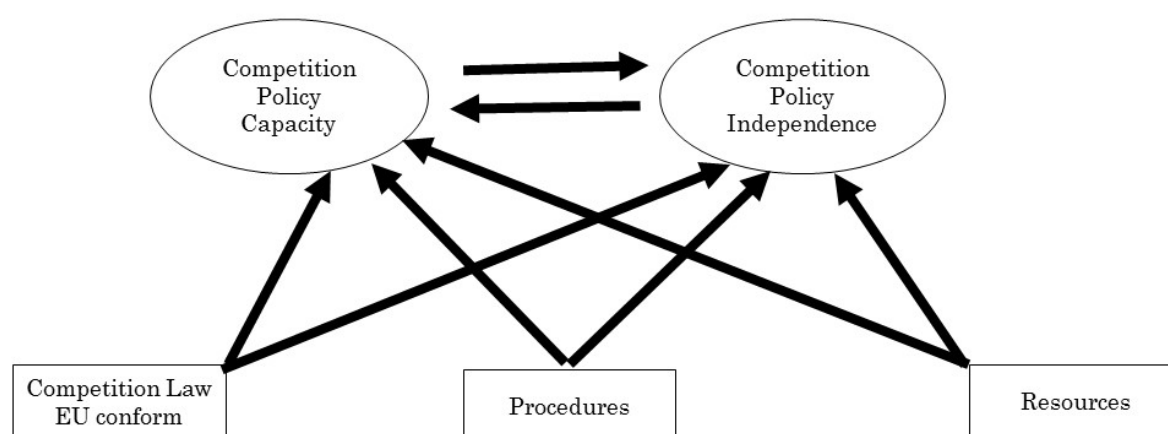 Competition
Policy
Capacity
Competition
Policy
Independence
Competition Law
EU conform
Procedures
Resources